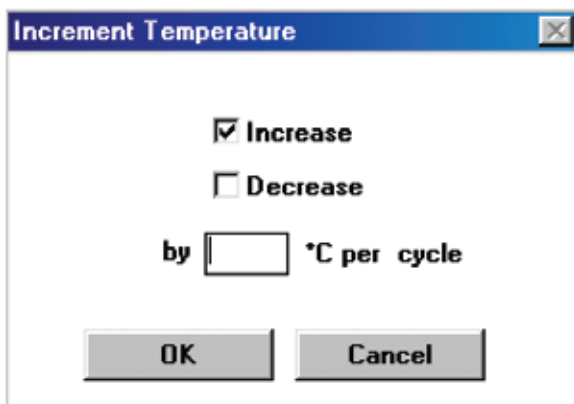 Increment Temperature
Increase
Decrease
by °C per cycle
OK Cancel